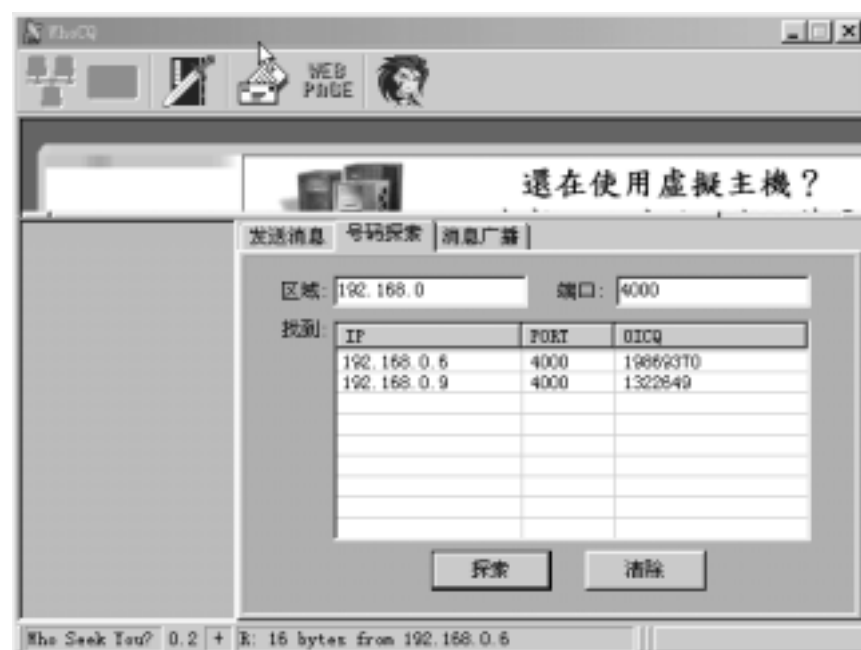 WhoCQ
WEB PAGE
還在使用虛擬主機？
发送消息 号码探索 消息广播
区域: 192.168.0 端口: 4000
找到: IP PORT OICQ
192.168.0.6 4000 19869370
192.168.0.9 4000 1322649
探索 清除
Who Seek You? 0.2 + R: 16 bytes from 192.168.0.6